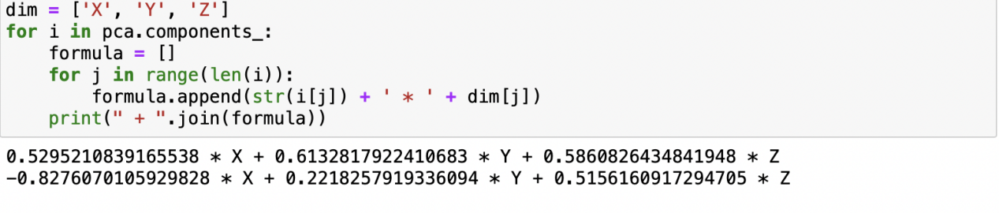 dim = ['X', 'Y', 'Z']
for i in pca.components_:
    formula = []
    for j in range(len(i)):
        formula.append(str(i[j]) + ' * ' + dim[j])
    print(" + ".join(formula))
0.5295210839165538 * X + 0.6132817922410683 * Y + 0.5860826434841948 * Z
-0.8276070105929828 * X + 0.2218257919336094 * Y + 0.5156160917294705 * Z